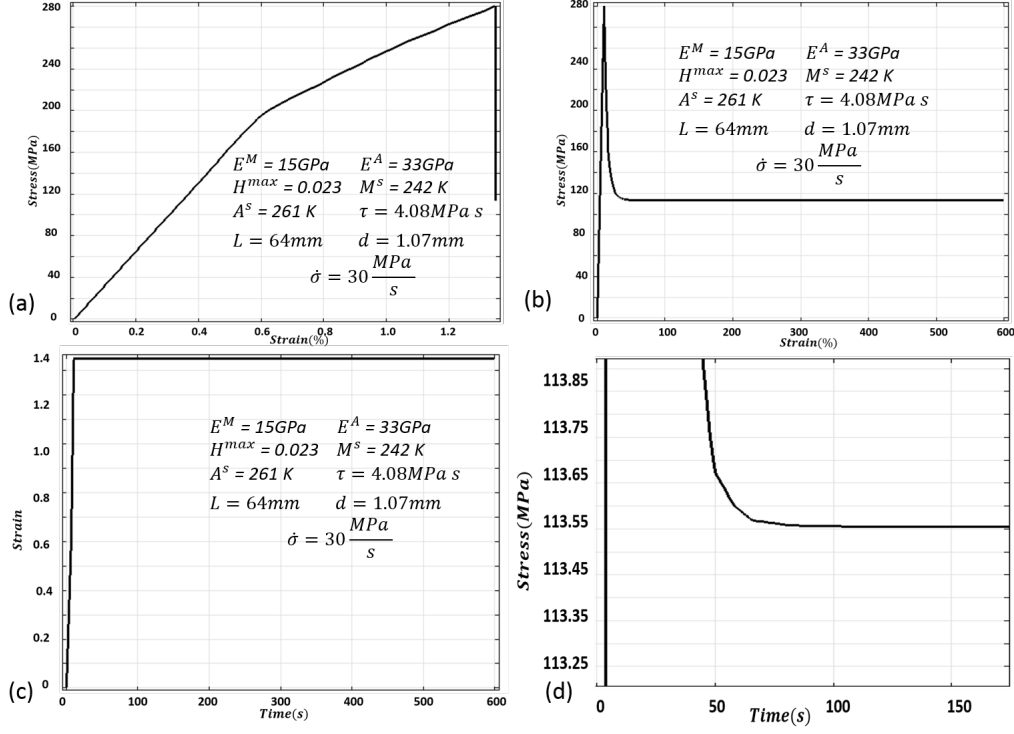 280
240
200
160
120
80
40
0
Stress(MPa)
E^M = 15GPa E^A = 33GPa
H^max = 0.023 M^s = 242 K
A^s = 261 K τ = 4.08MPa s
L = 64mm d = 1.07mm
σ̇ = 30 MPa/s
0 0.2 0.4 0.6 0.8 1.0 1.2
Strain(%)
(a)
280
240
200
160
120
80
40
0
Stress(MPa)
E^M = 15GPa E^A = 33GPa
H^max = 0.023 M^s = 242 K
A^s = 261 K τ = 4.08MPa s
L = 64mm d = 1.07mm
σ̇ = 30 MPa/s
0 100 200 300 400 500 600
Strain(%)
(b)
1.4
1.2
1.0
0.8
0.6
0.4
0.2
0
Strain
E^M = 15GPa E^A = 33GPa
H^max = 0.023 M^s = 242 K
A^s = 261 K τ = 4.08MPa s
L = 64mm d = 1.07mm
σ̇ = 30 MPa/s
0 100 200 300 400 500 600
Time(s)
(c)
113.85
113.75
113.65
113.55
113.45
113.35
113.25
Stress(MPa)
0 50 100 150
Time(s)
(d)